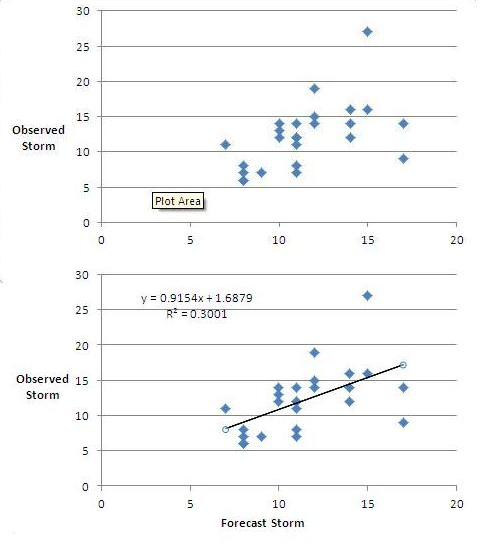 30
25
20
15
10
5
0
Observed
Storm
Plot Area
0 5 10 15 20
30
25
20
15
10
5
0
Observed
Storm
y = 0.9154x + 1.6879
R² = 0.3001
0 5 10 15 20
Forecast Storm